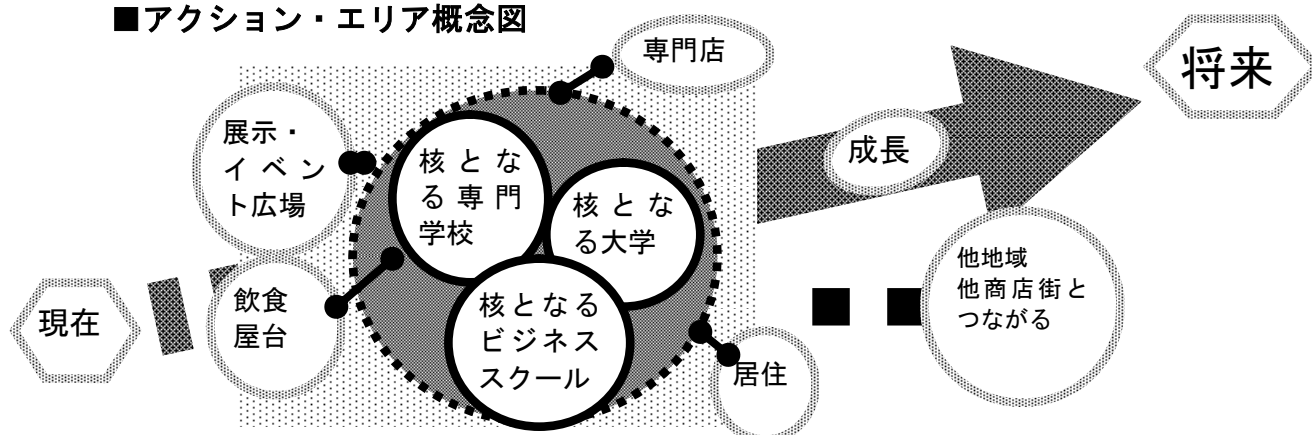 ■アクション・エリア概念図
専門店
将来
展示・
イベン
ト広場
核とな
る専門
学校
核とな
る大学
成長
現在
飲食
屋台
核となる
ビジネス
スクール
居住
他地域
他商店街と
つながる